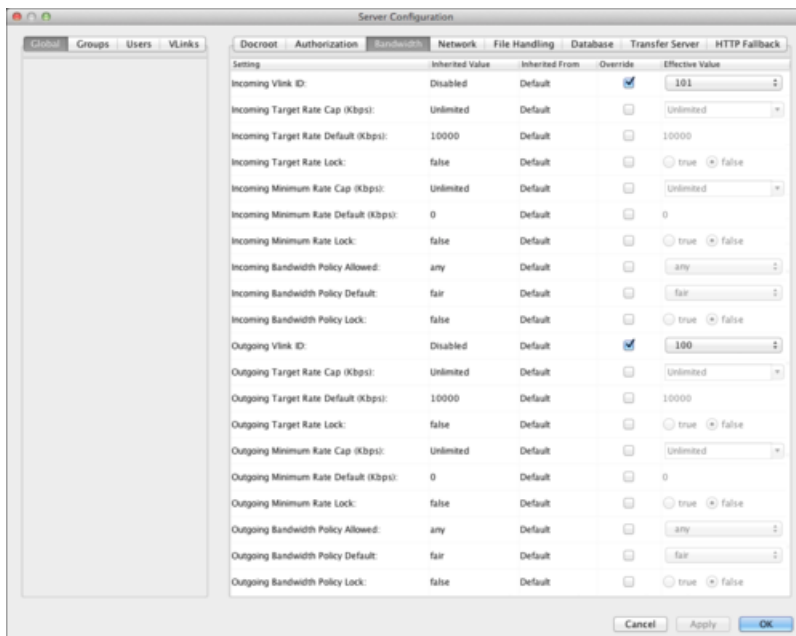 Server Configuration
Global Groups Users VLinks
Docroot Authorization Bandwidth Network File Handling Database Transfer Server HTTP Fallback
Setting Inherited Value Inherited From Override Effective Value
Incoming Vlink ID: Disabled Default 101
Incoming Target Rate Cap (Kbps): Unlimited Default Unlimited
Incoming Target Rate Default (Kbps): 10000 Default 10000
Incoming Target Rate Lock: false Default true false
Incoming Minimum Rate Cap (Kbps): Unlimited Default Unlimited
Incoming Minimum Rate Default (Kbps): 0 Default 0
Incoming Minimum Rate Lock: false Default true false
Incoming Bandwidth Policy Allowed: any Default any
Incoming Bandwidth Policy Default: fair Default fair
Incoming Bandwidth Policy Lock: false Default true false
Outgoing Vlink ID: Disabled Default 100
Outgoing Target Rate Cap (Kbps): Unlimited Default Unlimited
Outgoing Target Rate Default (Kbps): 10000 Default 10000
Outgoing Target Rate Lock: false Default true false
Outgoing Minimum Rate Cap (Kbps): Unlimited Default Unlimited
Outgoing Minimum Rate Default (Kbps): 0 Default 0
Outgoing Minimum Rate Lock: false Default true false
Outgoing Bandwidth Policy Allowed: any Default any
Outgoing Bandwidth Policy Default: fair Default fair
Outgoing Bandwidth Policy Lock: false Default true false
Cancel Apply OK